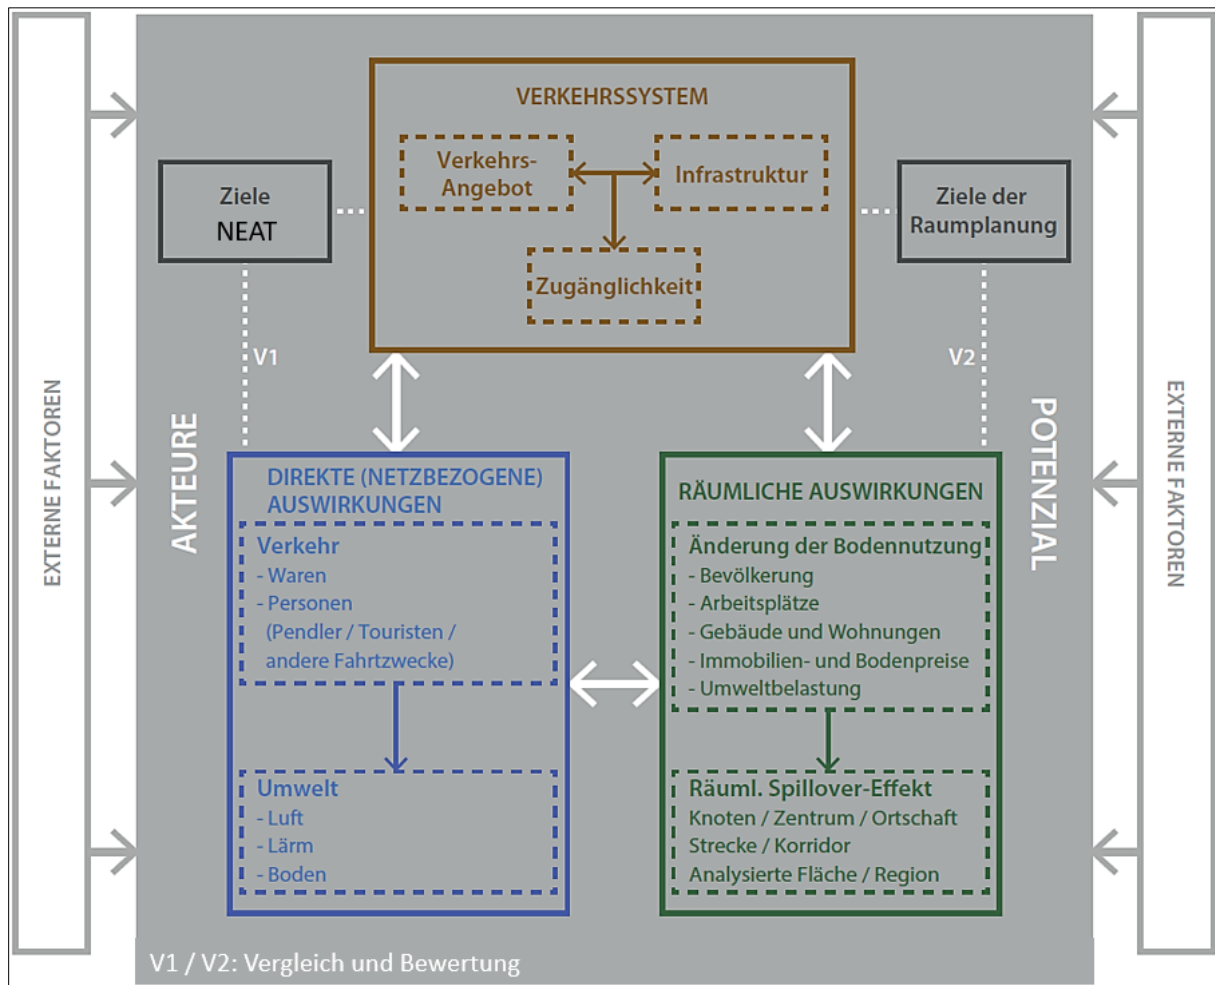 VERKEHRSSYSTEM
Verkehrs-
Angebot
Infrastruktur
Zugänglichkeit
Ziele
NEAT
Ziele der
Raumplanung
V1
V2
EXTERNE FAKTOREN
AKTEURE
POTENZIAL
EXTERNE FAKTOREN
DIREKTE (NETZBEZOGENE)
AUSWIRKUNGEN
Verkehr
- Waren
- Personen
(Pendler / Touristen /
andere Fahrtzwecke)
Umwelt
- Luft
- Lärm
- Boden
RÄUMLICHE AUSWIRKUNGEN
Änderung der Bodennutzung
- Bevölkerung
- Arbeitsplätze
- Gebäude und Wohnungen
- Immobilien- und Bodenpreise
- Umweltbelastung
Räuml. Spillover-Effekt
Knoten / Zentrum / Ortschaft
Strecke / Korridor
Analysierte Fläche / Region
V1 / V2: Vergleich und Bewertung